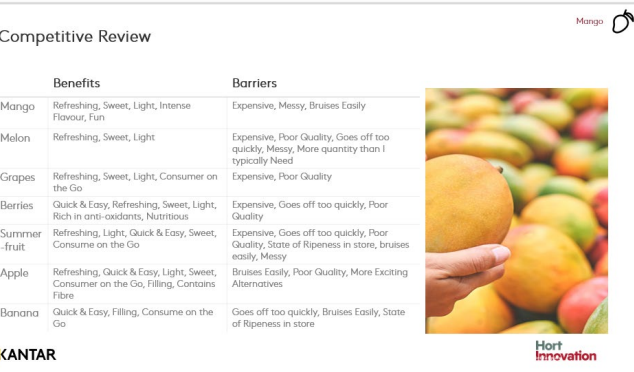 Mango
Competitive Review
Benefits Barriers
Mango Refreshing, Sweet, Light, Intense Flavour, Fun Expensive, Messy, Bruises Easily
Melon Refreshing, Sweet, Light Expensive, Poor Quality, Goes off too quickly, Messy, More quantity than I typically Need
Grapes Refreshing, Sweet, Light, Consumer on the Go Expensive, Poor Quality
Berries Quick & Easy, Refreshing, Sweet, Light, Rich in anti-oxidants, Nutritious Expensive, Goes off too quickly, Poor Quality
Summer-fruit Refreshing, Light, Quick & Easy, Sweet, Consume on the Go Expensive, Goes off too quickly, Poor Quality, State of Ripeness in store, bruises easily, Messy
Apple Refreshing, Quick & Easy, Light, Sweet, Consumer on the Go, Filling, Contains Fibre Bruises Easily, Poor Quality, More Exciting Alternatives
Banana Quick & Easy, Filling, Consume on the Go Goes off too quickly, Bruises Easily, State of Ripeness in store
KANTAR
Hort
Innovation